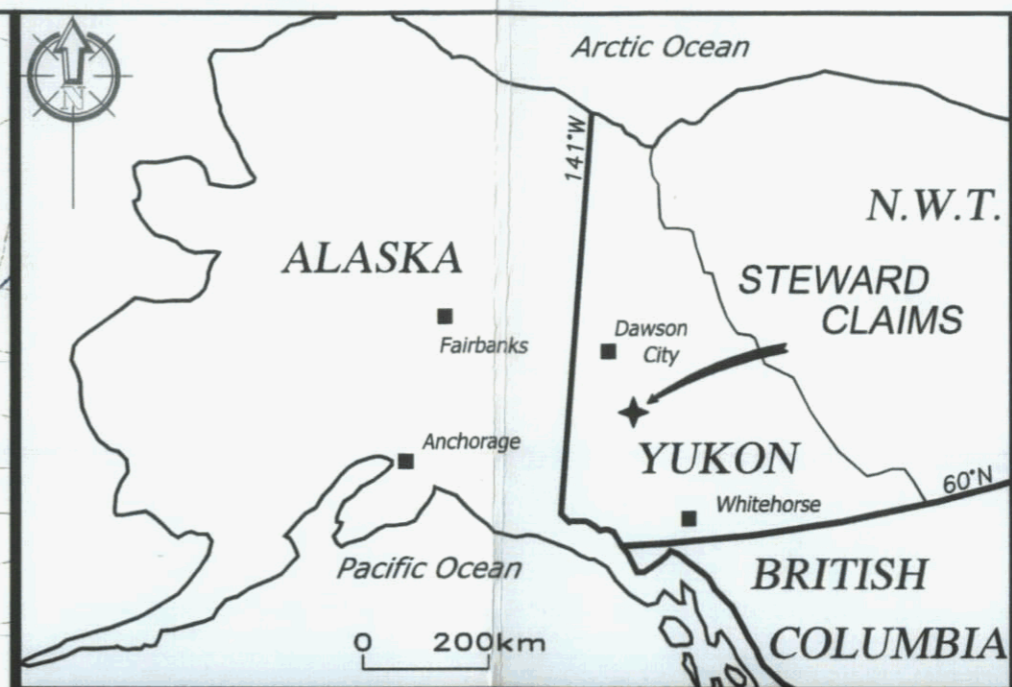 Arctic Ocean
N
141°W
N.W.T.
ALASKA
STEWARD
CLAIMS
Fairbanks
Dawson
City
Anchorage
YUKON
60°N
Whitehorse
Pacific Ocean
BRITISH
COLUMBIA
0 200km